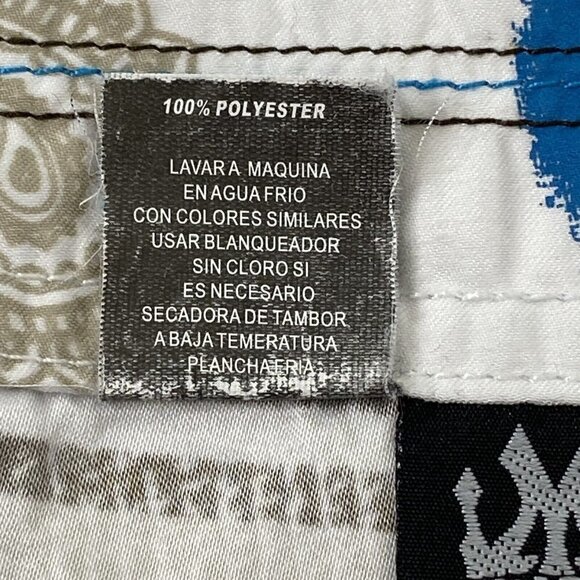 100% POLYESTER
LAVAR A MAQUINA
EN AGUA FRIO
CON COLORES SIMILARES
USAR BLANQUEADOR
SIN CLORO SI
ES NECESARIO
SECADORA DE TAMBOR
A BAJA TEMERATURA
PLANCHA FRIA